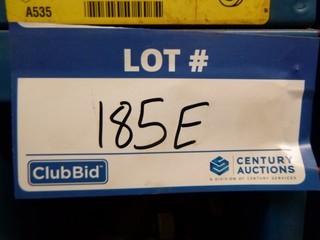 A535
LOT #
185E
ClubBid
CENTURY
AUCTIONS
A DIVISION OF CENTURY SERVICES